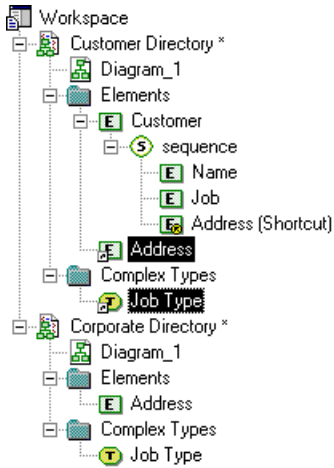 Workspace
Customer Directory *
Diagram_1
Elements
E Customer
S sequence
E Name
E Job
E Address (Shortcut)
E Address
Complex Types
T Job Type
Corporate Directory *
Diagram_1
Elements
E Address
Complex Types
T Job Type